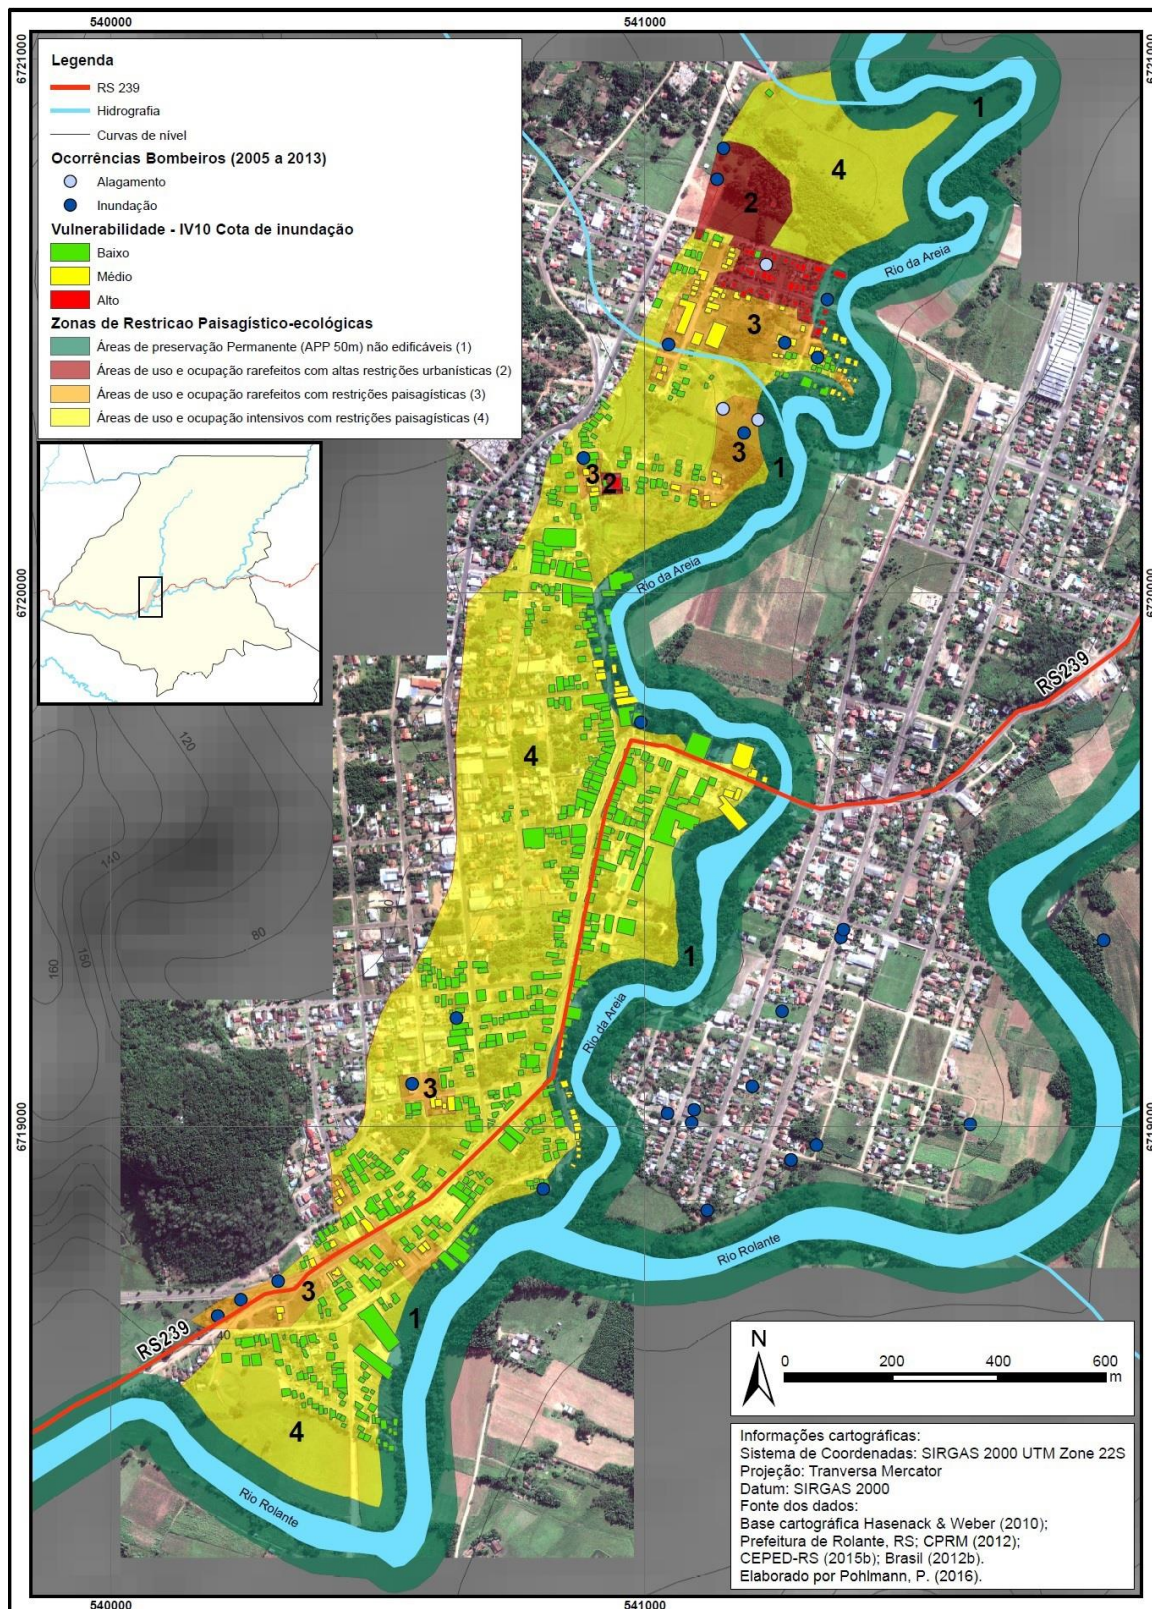 540000
541000
6721000
6721000
Legenda
RS 239
Hidrografia
Curvas de nível
Ocorrências Bombeiros (2005 a 2013)
Alagamento
Inundação
Vulnerabilidade - IV10 Cota de inundação
Baixo
Médio
Alto
Zonas de Restricao Paisagístico-ecológicas
Áreas de preservação Permanente (APP 50m) não edificáveis (1)
Áreas de uso e ocupação rarefeitos com altas restrições urbanísticas (2)
Áreas de uso e ocupação rarefeitos com restrições paisagísticas (3)
Áreas de uso e ocupação intensivos com restrições paisagísticas (4)
1
4
2
Rio da Areia
3
3
1
3
2
6720000
6720000
Rio da Areia
RS239
4
120
140
160
150
80
60
1
Rio da Areia
3
6719000
6719000
Rio Rolante
3
1
RS239
40
4
Rio Rolante
N
0 200 400 600
m
Informações cartográficas:
Sistema de Coordenadas: SIRGAS 2000 UTM Zone 22S
Projeção: Tranversa Mercator
Datum: SIRGAS 2000
Fonte dos dados:
Base cartográfica Hasenack & Weber (2010);
Prefeitura de Rolante, RS; CPRM (2012);
CEPED-RS (2015b); Brasil (2012b).
Elaborado por Pohlmann, P. (2016).
1
540000
541000